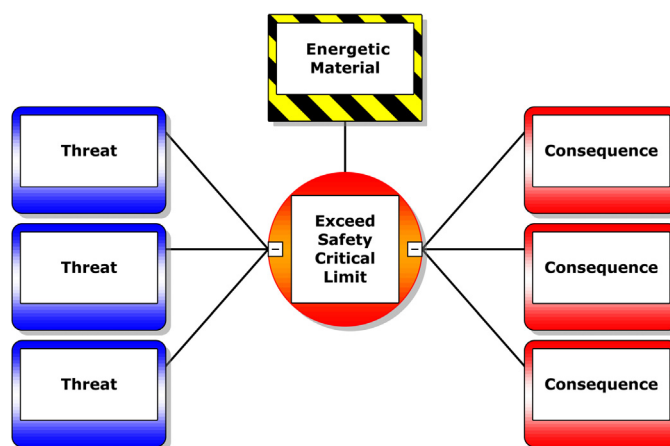 Energetic
Material
Threat
Consequence
Exceed
Safety
Critical
Limit
Threat
Consequence
Threat
Consequence